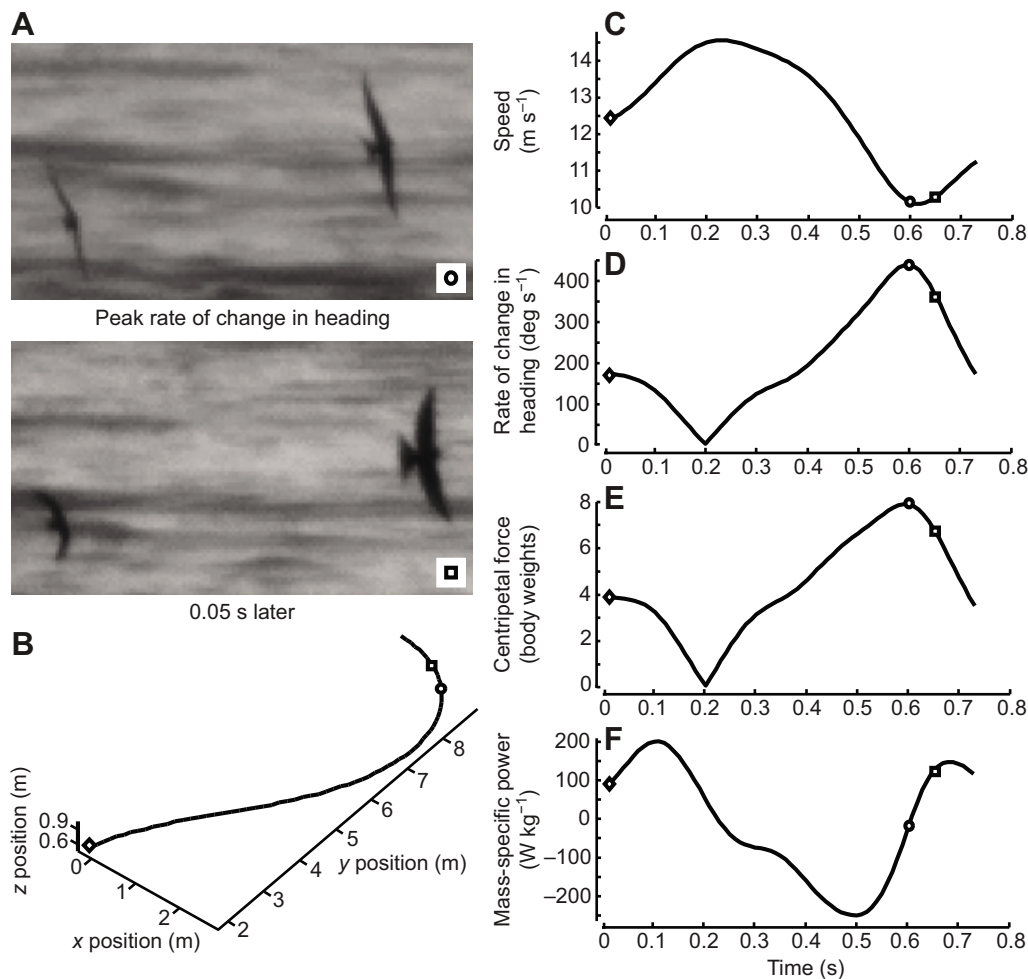 A
Peak rate of change in heading
0.05 s later
B
0.9
0.6
z position (m)
0
1
2
x position (m)
2
3
4
5
6
7
8
y position (m)
C
Speed
(m s–1)
14
13
12
11
10
0 0.1 0.2 0.3 0.4 0.5 0.6 0.7 0.8
D
Rate of change in
heading (deg s–1)
400
300
200
100
0
0 0.1 0.2 0.3 0.4 0.5 0.6 0.7 0.8
E
Centripetal force
(body weights)
8
6
4
2
0
0 0.1 0.2 0.3 0.4 0.5 0.6 0.7 0.8
F
Mass-specific power
(W kg–1)
200
100
0
–100
–200
0 0.1 0.2 0.3 0.4 0.5 0.6 0.7 0.8
Time (s)